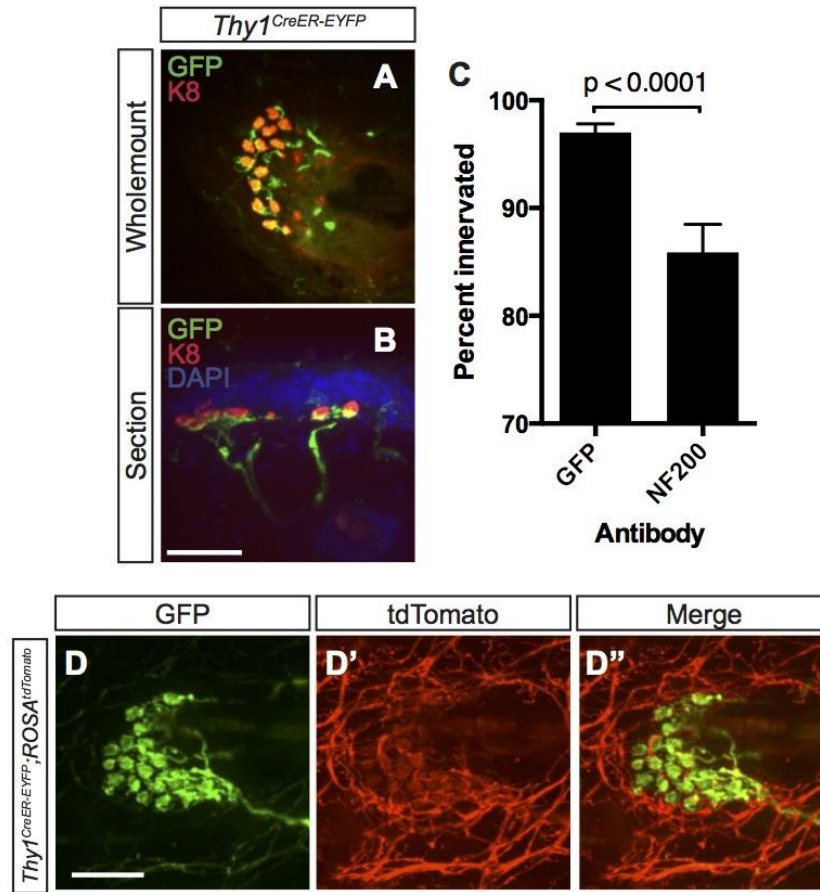 Thy1CreER-EYFP
Wholemount
GFP
K8
A
Section
GFP
K8
DAPI
B
C
p < 0.0001
Percent innervated
100
90
80
70
GFP
NF200
Antibody
GFP
tdTomato
Merge
Thy1CreER-EYFP;ROSAtdTomato
D
D’
D”